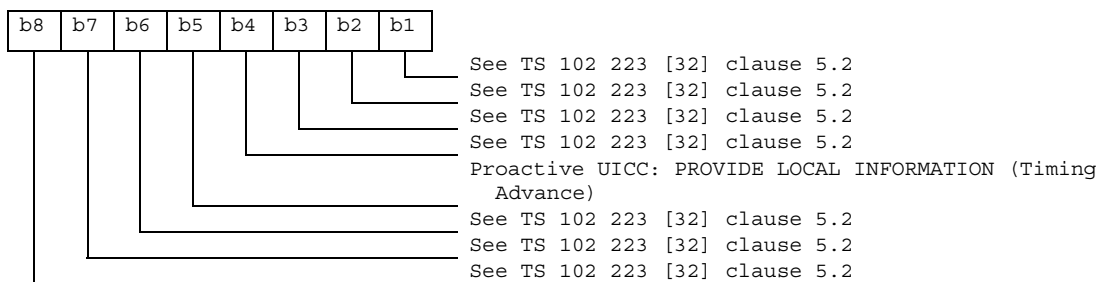 b8 b7 b6 b5 b4 b3 b2 b1
See TS 102 223 [32] clause 5.2
See TS 102 223 [32] clause 5.2
See TS 102 223 [32] clause 5.2
See TS 102 223 [32] clause 5.2
Proactive UICC: PROVIDE LOCAL INFORMATION (Timing
Advance)
See TS 102 223 [32] clause 5.2
See TS 102 223 [32] clause 5.2
See TS 102 223 [32] clause 5.2